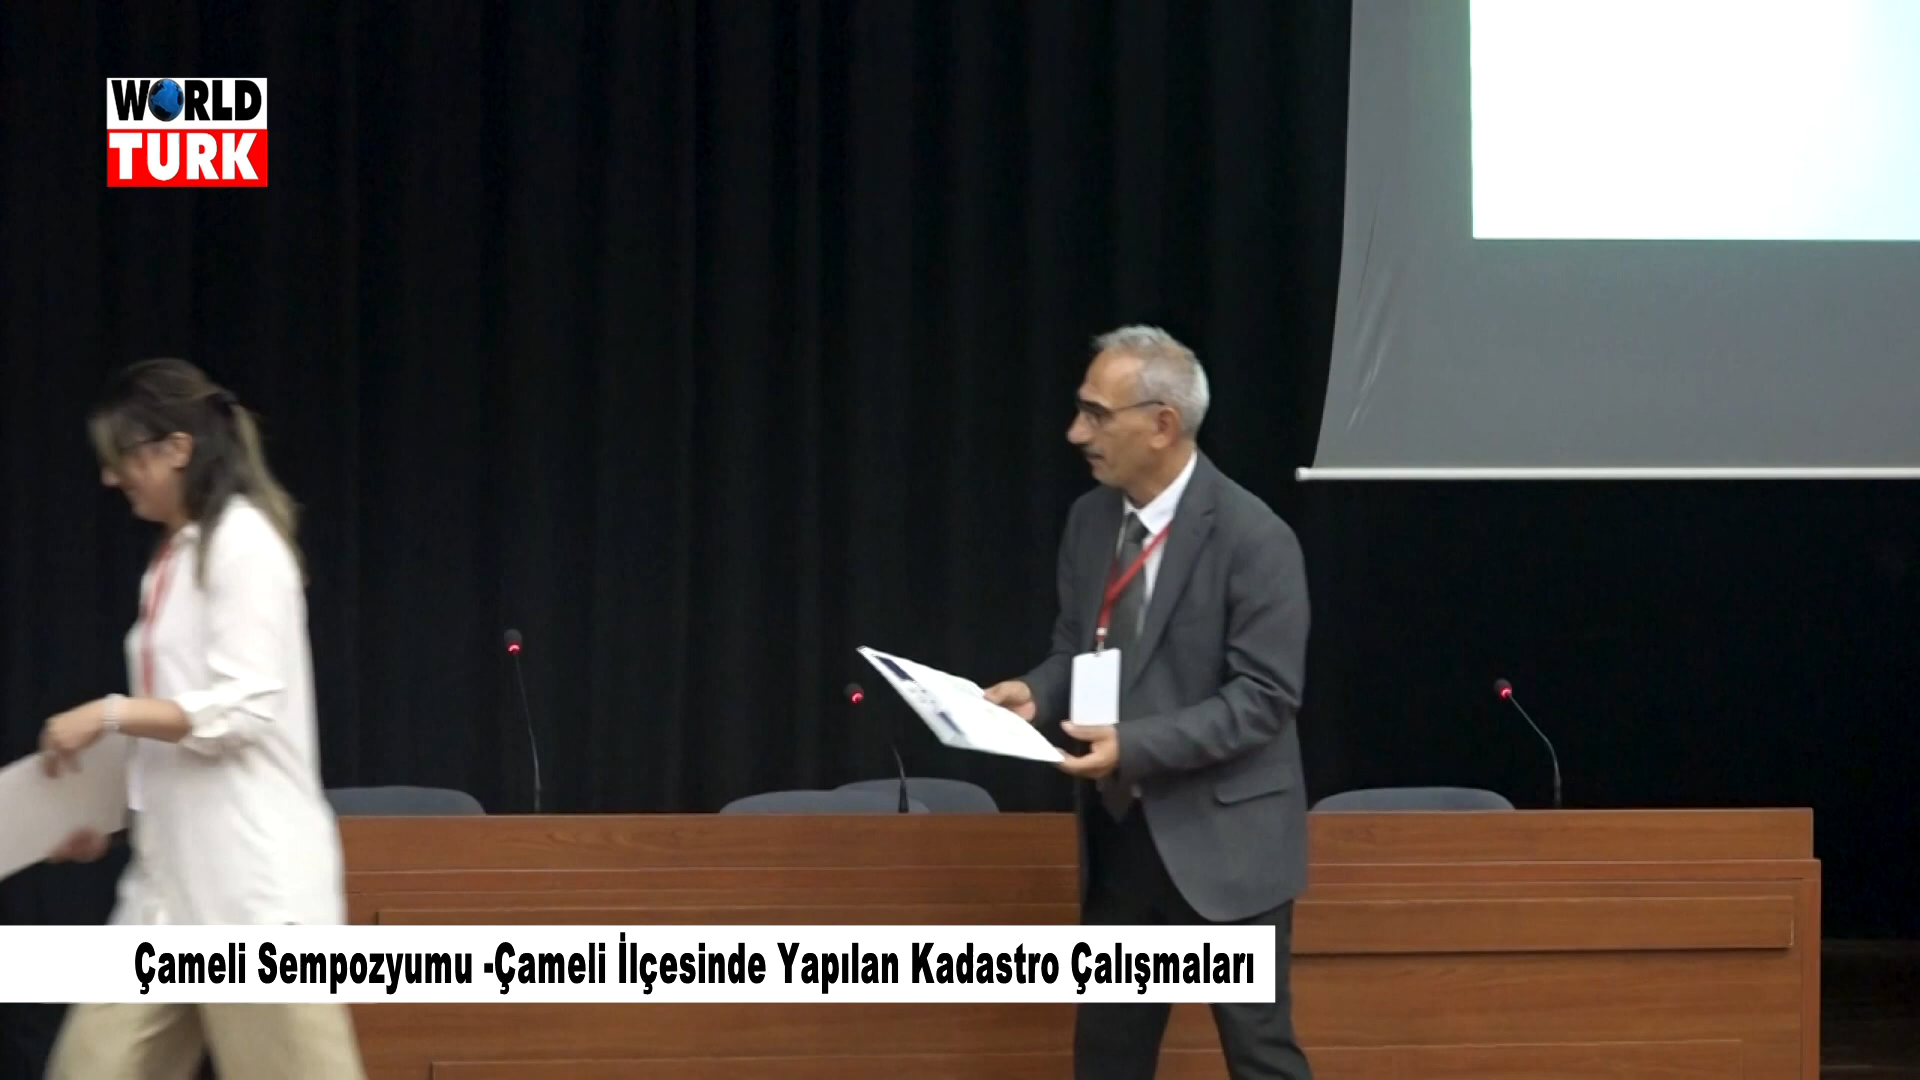 WORLD
TURK
Çameli Sempozyumu -Çameli İlçesinde Yapılan Kadastro Çalışmaları